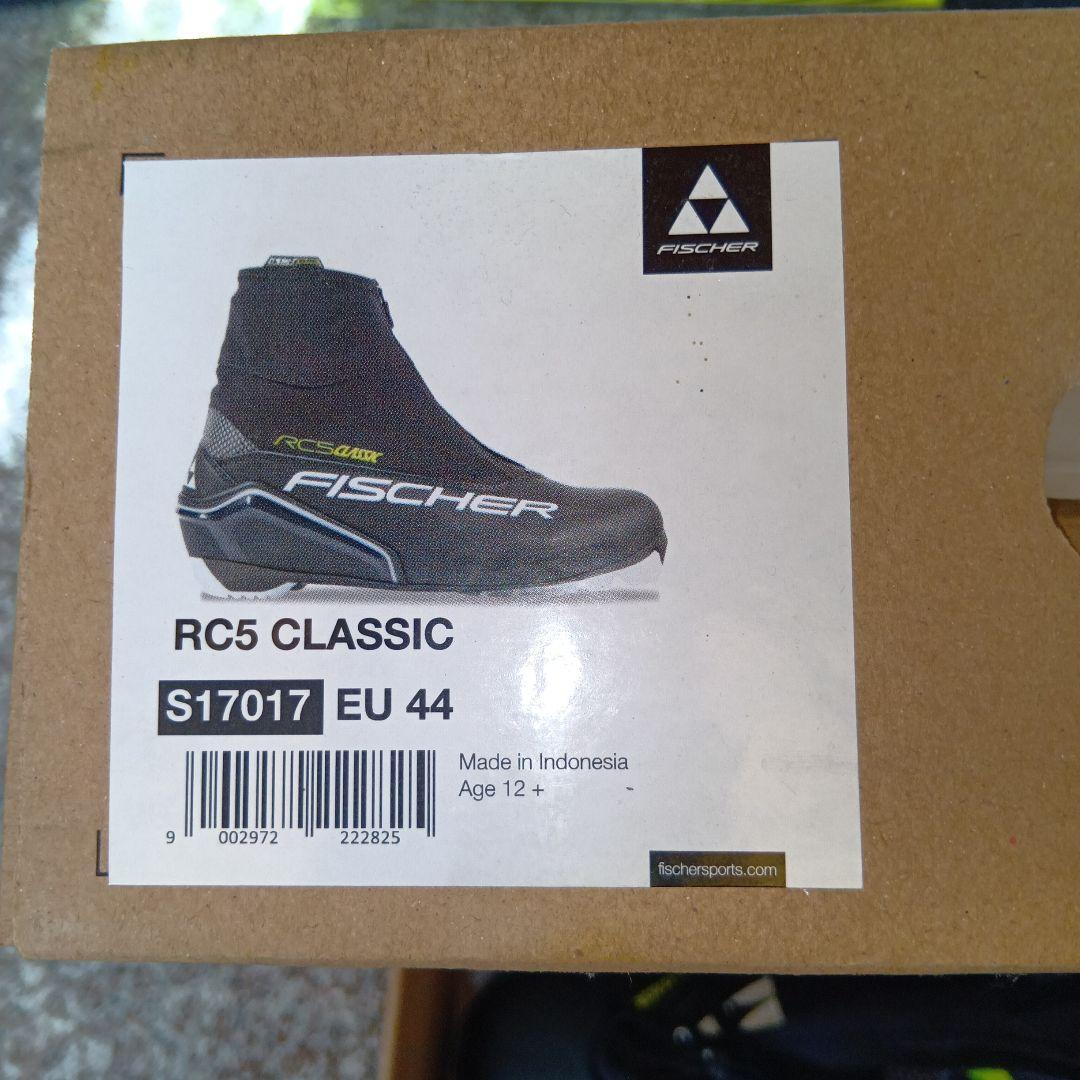 FISCHER
RC5 CLASSIC
FISCHER
RC5 CLASSIC
S17017 EU 44
Made in Indonesia
Age 12 +
9 002972 222825
fischersports.com